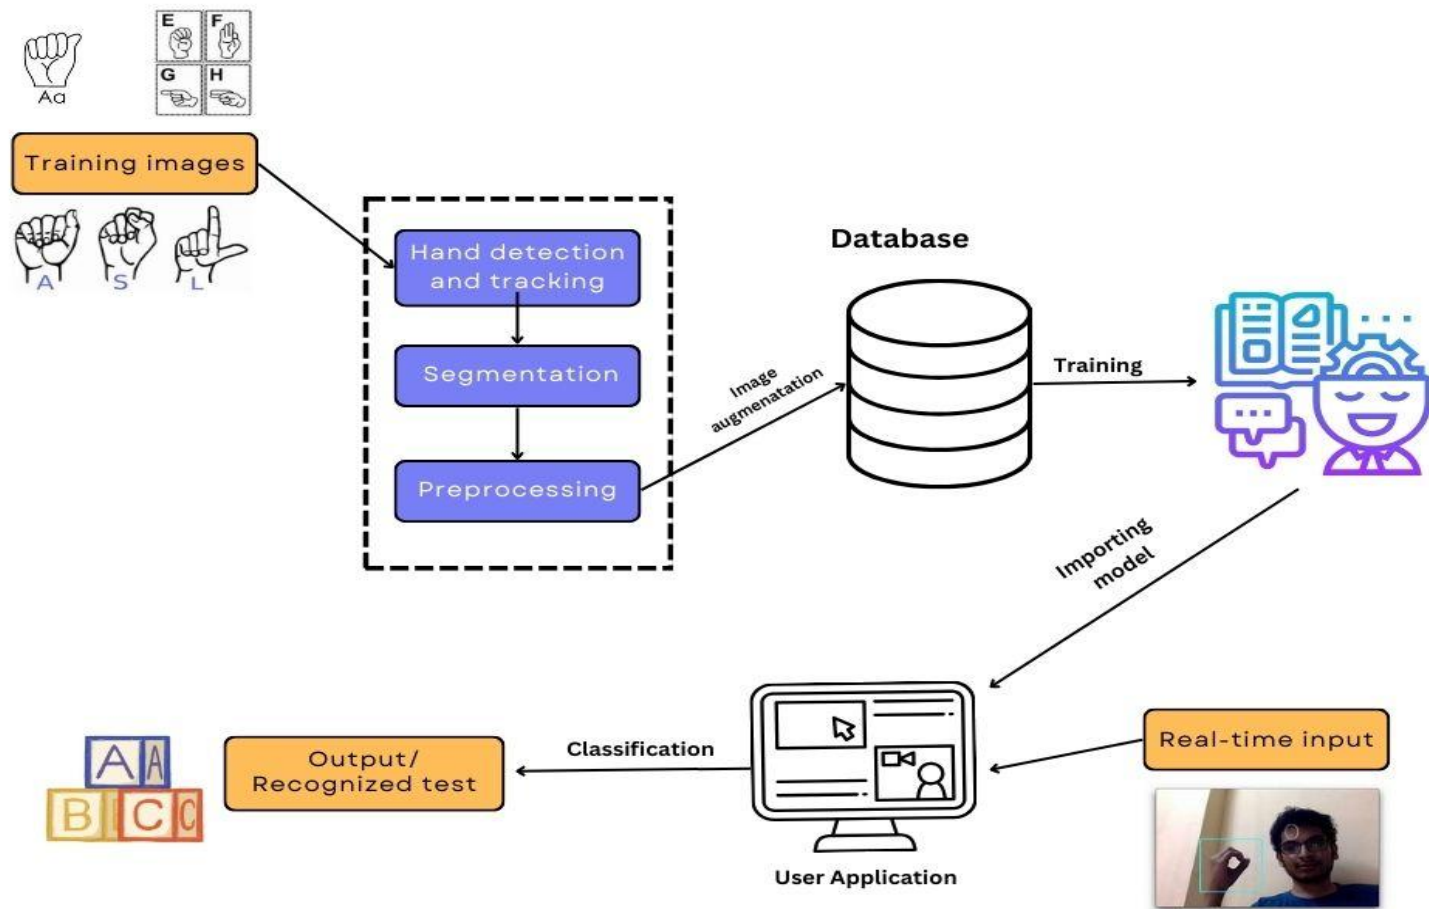 E
F
G
H
Aa
Training images
A
S
L
Hand detection
and tracking
Segmentation
Preprocessing
Image
augmenatation
Database
Training
Importing
model
Real-time input
User Application
Classification
Output/
Recognized test
A
A
B
C
C